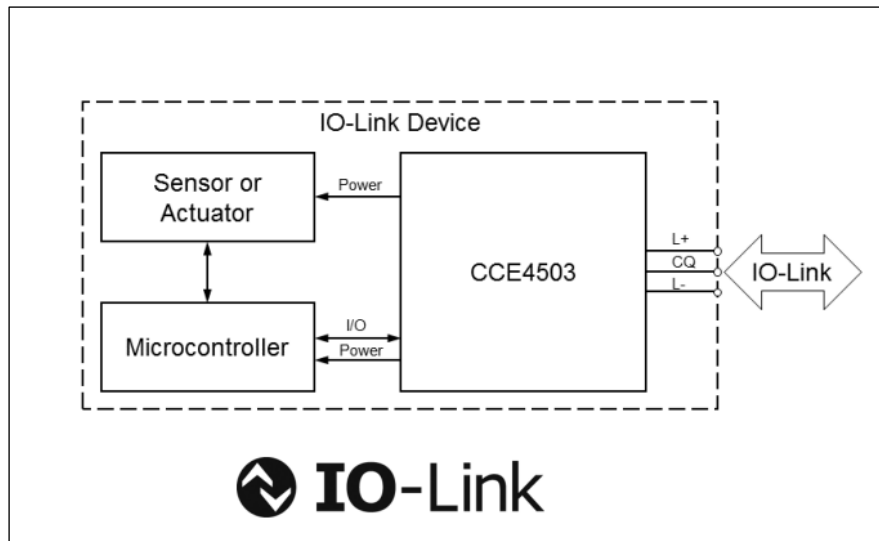 IO-Link Device
Sensor or
Actuator
Power
CCE4503
L+
CQ
L-
IO-Link
Microcontroller
I/O
Power
IO-Link